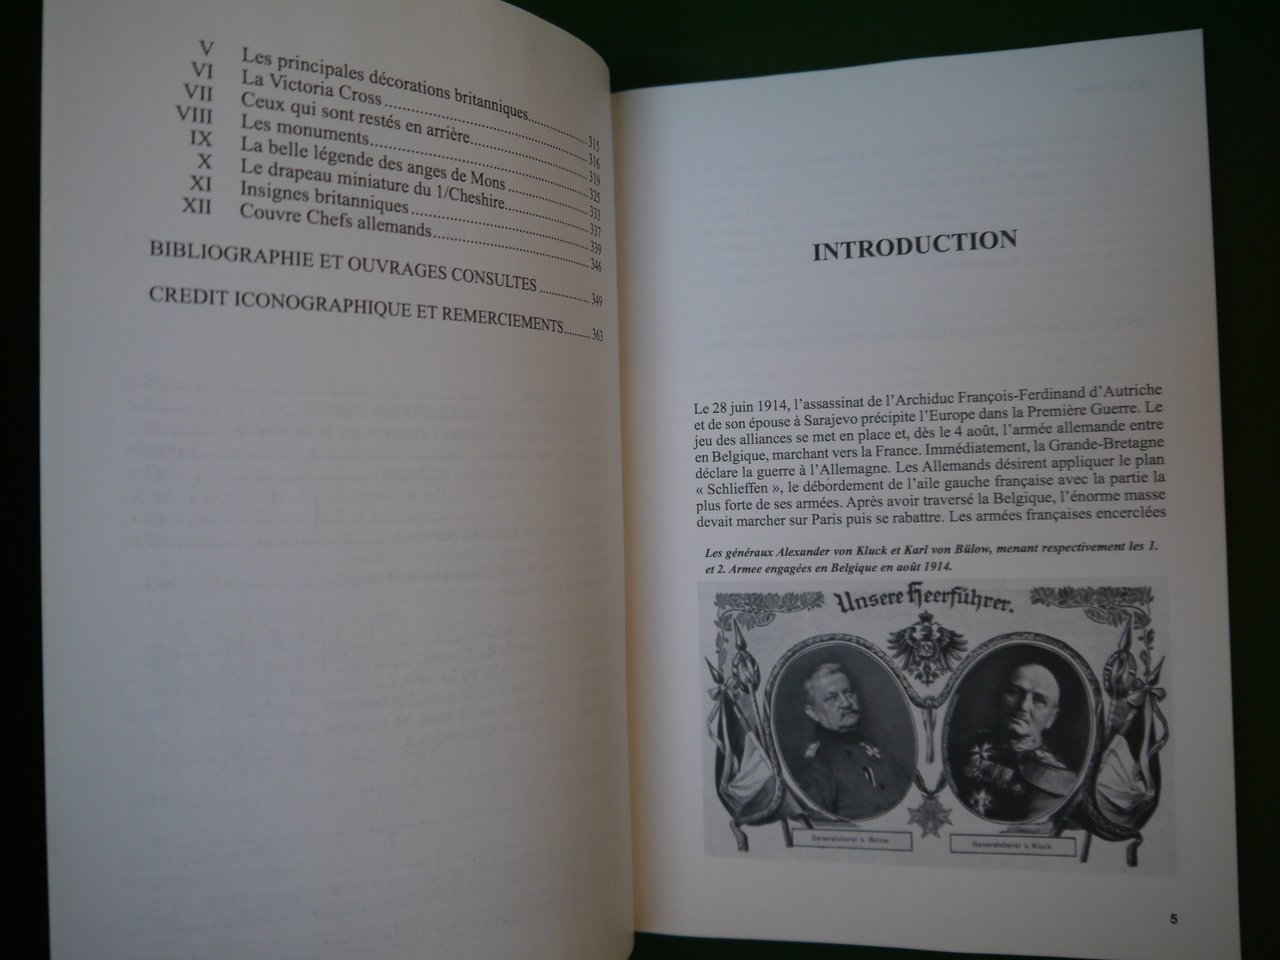 V Les principales décorations britanniques..............315
VI La Victoria Cross..............316
VII Ceux qui sont restés en arrière..............319
VIII Les monuments..............325
IX La belle légende des anges de Mons..............333
X Le drapeau miniature du 1/Cheshire..............337
XI Insignes britanniques..............339
XII Couvre Chefs allemands..............346
BIBLIOGRAPHIE ET OUVRAGES CONSULTES..............349
CREDIT ICONOGRAPHIQUE ET REMERCIEMENTS..........363
INTRODUCTION
Le 28 juin 1914, l’assassinat de l’Archiduc François-Ferdinand d’Autriche
et de son épouse à Sarajevo précipite l’Europe dans la Première Guerre. Le
jeu des alliances se met en place et, dès le 4 août, l’armée allemande entre
en Belgique, marchant vers la France. Immédiatement, la Grande-Bretagne
déclare la guerre à l’Allemagne. Les Allemands désirent appliquer le plan
« Schlieffen », le débordement de l’aile gauche française avec la partie la
plus forte de ses armées. Après avoir traversé la Belgique, l’énorme masse
devait marcher sur Paris puis se rabattre. Les armées françaises encerclées
Les généraux Alexander von Kluck et Karl von Bülow, menant respectivement les 1.
et 2. Armee engagées en Belgique en août 1914.
Unsere Heerführer.
Generaloberst v. Bülow
Generaloberst v. Kluck
5